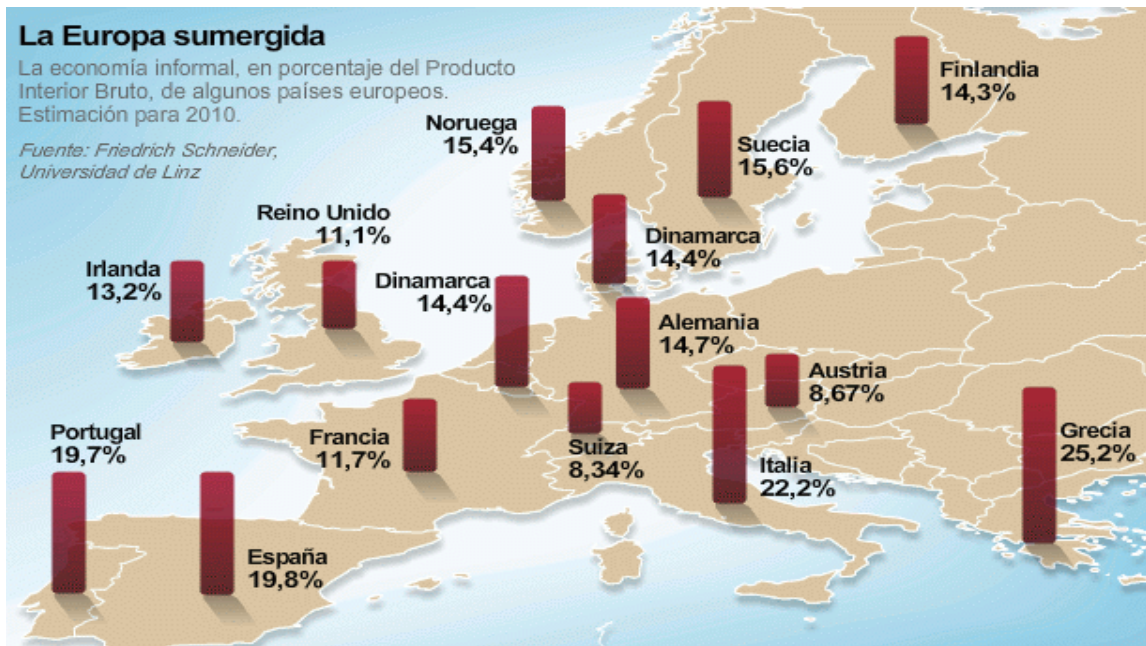 La Europa sumergida
La economía informal, en porcentaje del Producto
Interior Bruto, de algunos países europeos.
Estimación para 2010.
Fuente: Friedrich Schneider,
Universidad de Linz
Finlandia
14,3%
Noruega
15,4%
Suecia
15,6%
Reino Unido
11,1%
Dinamarca
14,4%
Irlanda
13,2%
Dinamarca
14,4%
Alemania
14,7%
Austria
8,67%
Portugal
19,7%
Francia
11,7%
Suiza
8,34%
Italia
22,2%
Grecia
25,2%
España
19,8%